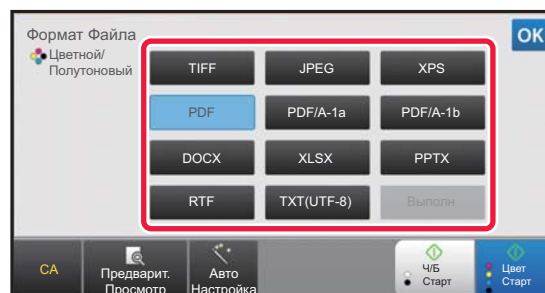 Формат Файла
OK
Цветной/
Полутоновый
TIFF
JPEG
XPS
PDF
PDF/A-1a
PDF/A-1b
DOCX
XLSX
PPTX
RTF
TXT(UTF-8)
Выполн
CA
Предварит.
Просмотр
Авто
Настройка
Ч/Б
Старт
Цвет
Старт